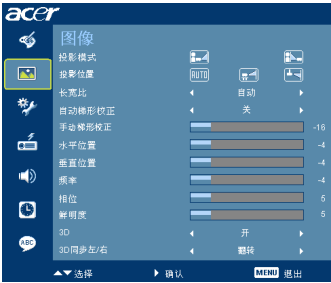 acer
图像
投影模式
投影位置 AUTO
长宽比 自动
自动梯形校正 关
手动梯形校正 -16
水平位置 -4
垂直位置 -4
频率 -4
相位 5
鲜明度 5
3D 开
3D同步左/右 翻转
ABC
选择 确认 MENU 退出